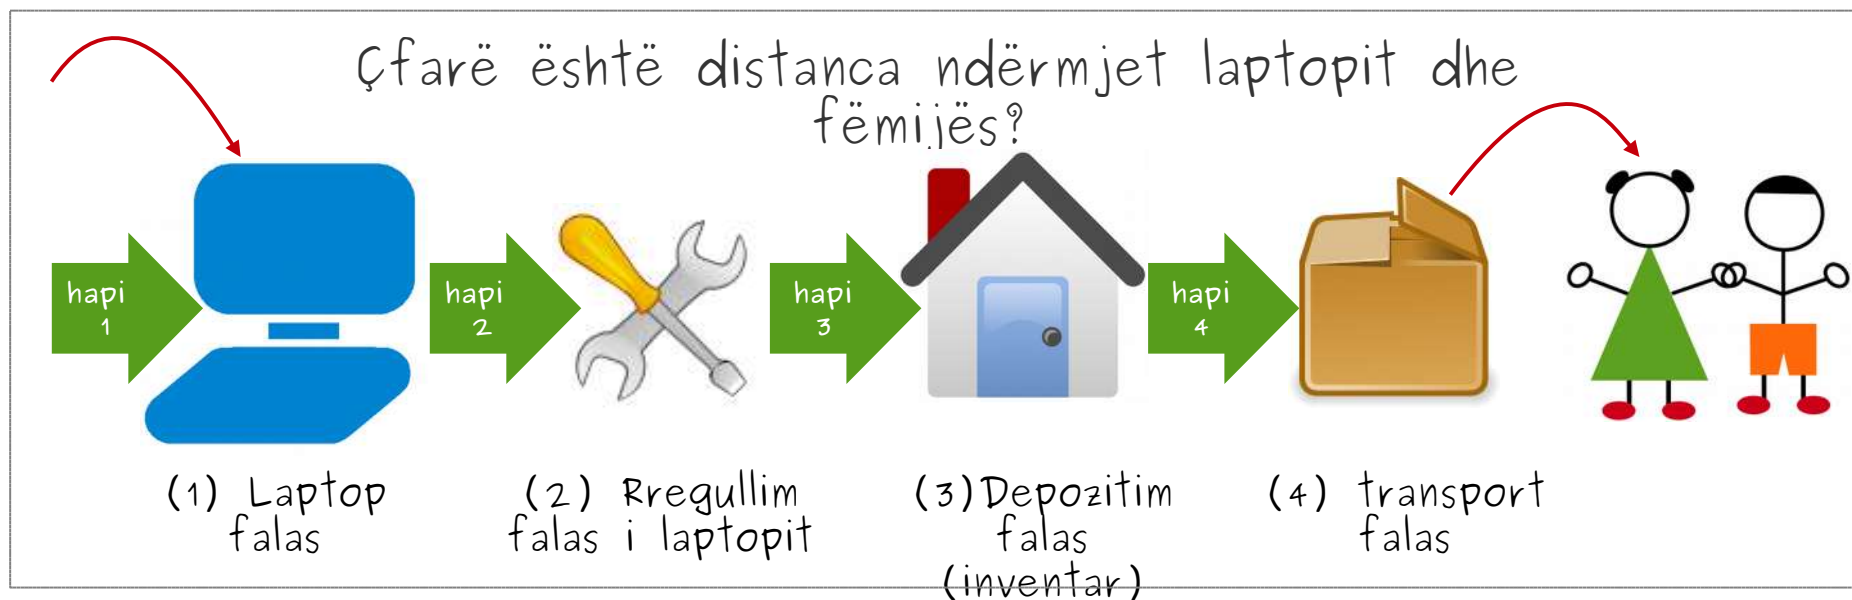 Çfarë është distanca ndërmjet laptopit dhe
fëmijës?
hapi
1
hapi
2
hapi
3
hapi
4
(1) Laptop
falas
(2) Rregullim
falas i laptopit
(3)Depozitim
falas
(inventar)
(4) transport
falas